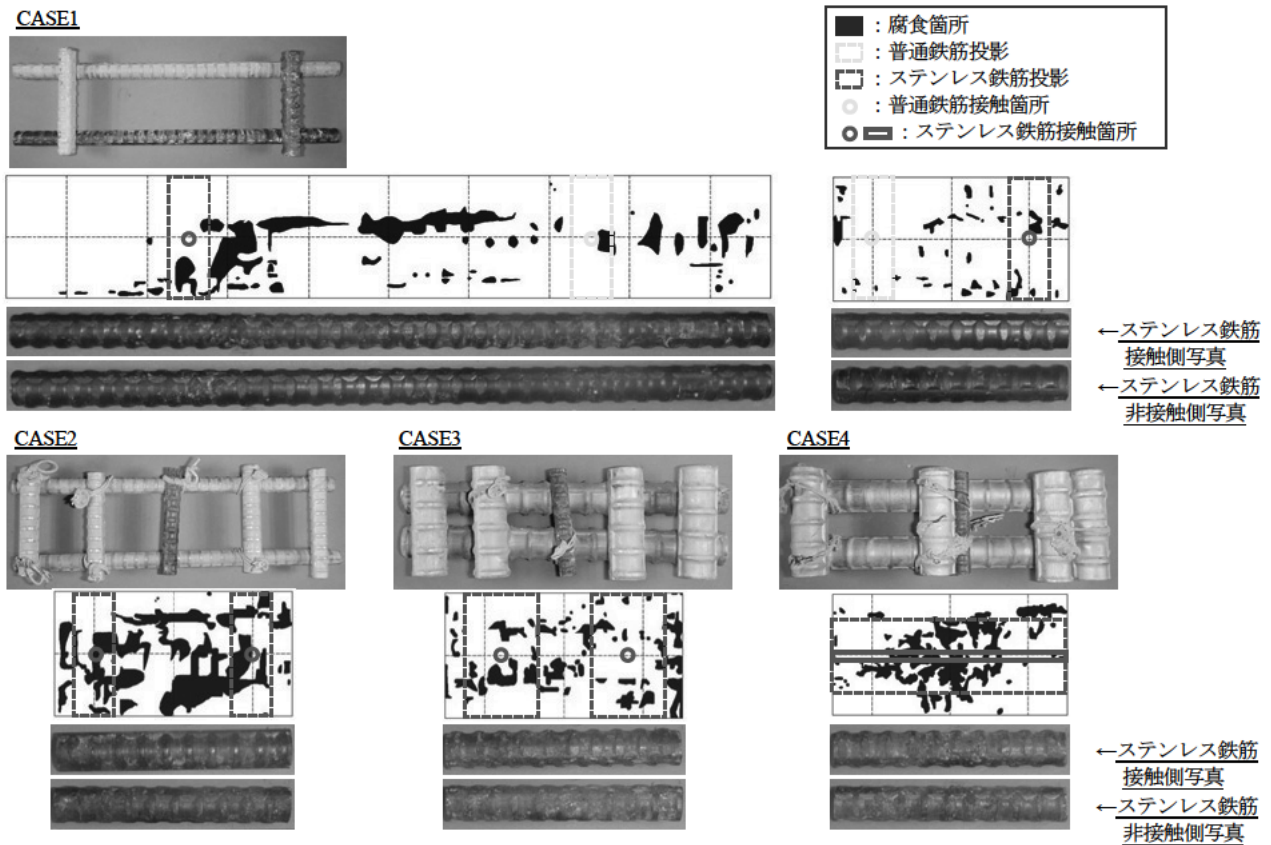 CASE1
：腐食箇所
：普通鉄筋投影
：ステンレス鉄筋投影
：普通鉄筋接触箇所
：ステンレス鉄筋接触箇所
←ステンレス鉄筋
接触側写真
←ステンレス鉄筋
非接触側写真
CASE2
CASE3
CASE4
←ステンレス鉄筋
接触側写真
←ステンレス鉄筋
非接触側写真